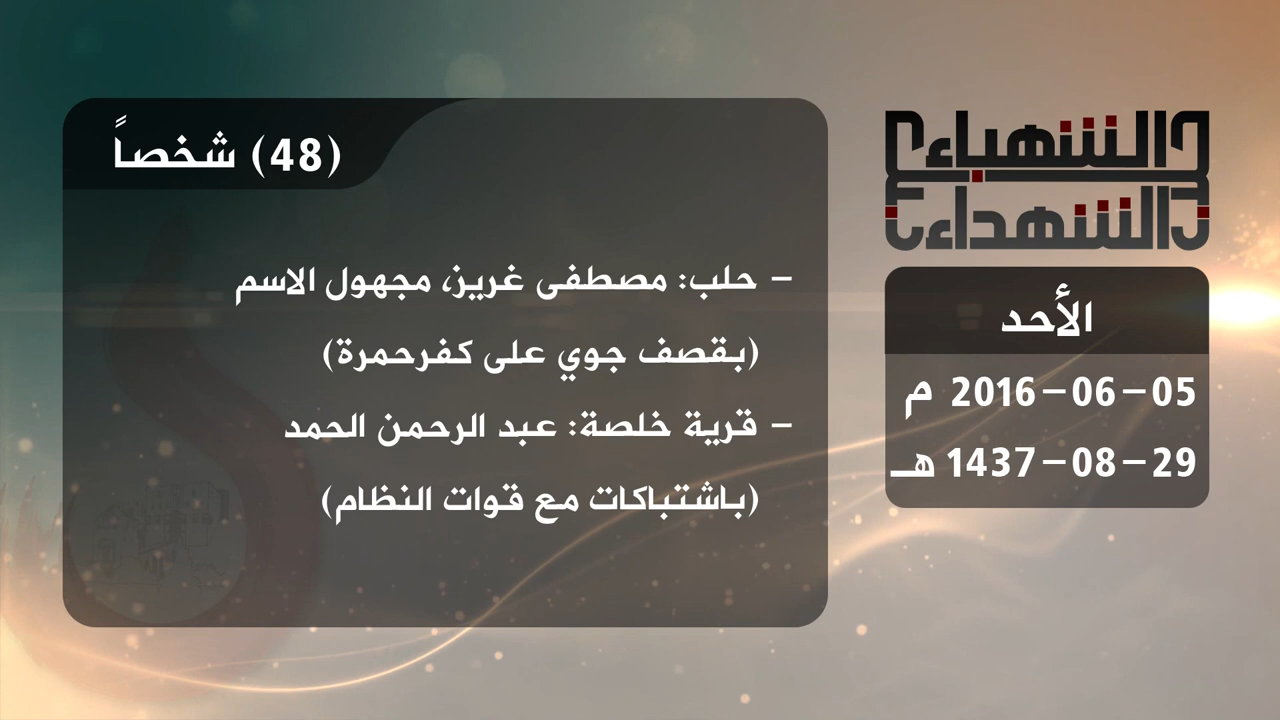 الشهباء
الشهداء
الأحد
05-06-2016 م
29-08-1437 هـ
(48) شخصاً
- حلب: مصطفى غريز، مجهول الاسم
(بقصف جوي على كفرحمرة)
- قرية خلصة: عبد الرحمن الحمد
(باشتباكات مع قوات النظام)